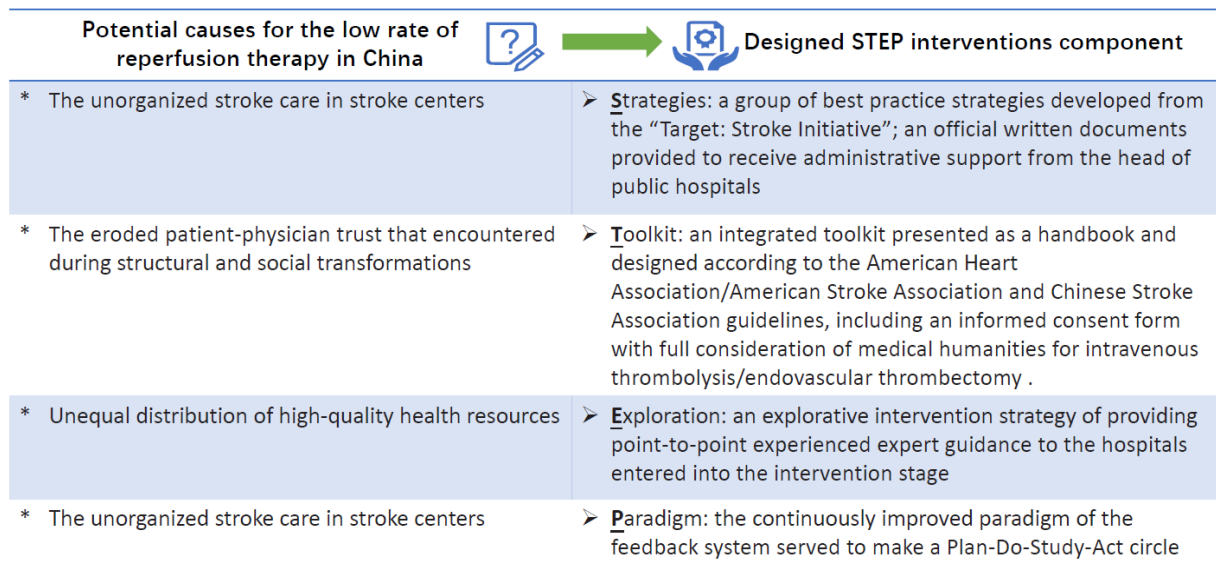 Potential causes for the low rate of
reperfusion therapy in China
?
Designed STEP interventions component
* The unorganized stroke care in stroke centers
➢ Strategies: a group of best practice strategies developed from
the “Target: Stroke Initiative”; an official written documents
provided to receive administrative support from the head of
public hospitals
* The eroded patient-physician trust that encountered
during structural and social transformations
➢ Toolkit: an integrated toolkit presented as a handbook and
designed according to the American Heart
Association/American Stroke Association and Chinese Stroke
Association guidelines, including an informed consent form
with full consideration of medical humanities for intravenous
thrombolysis/endovascular thrombectomy .
* Unequal distribution of high-quality health resources
➢ Exploration: an explorative intervention strategy of providing
point-to-point experienced expert guidance to the hospitals
entered into the intervention stage
* The unorganized stroke care in stroke centers
➢ Paradigm: the continuously improved paradigm of the
feedback system served to make a Plan-Do-Study-Act circle